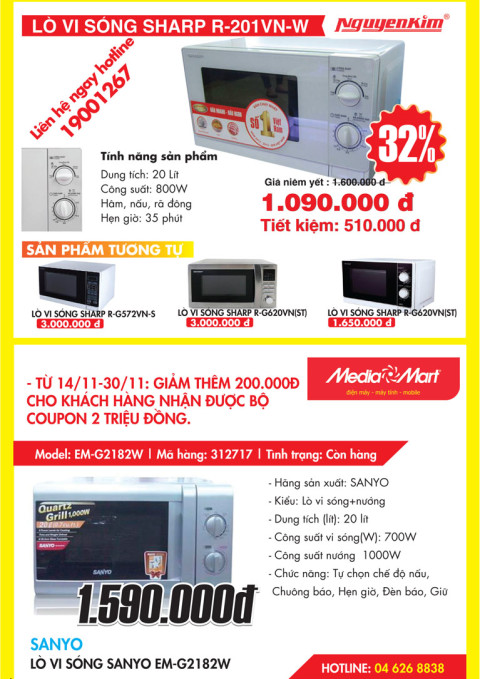 LÒ VI SÓNG SHARP R-201VN-W
NguyenKim®
Liên hệ ngay hotline
19001267
Số 1 Việt Nam
32%
Tính năng sản phẩm
Dung tích: 20 Lít
Công suất: 800W
Hâm, nấu, rã đông
Hẹn giờ: 35 phút
Giá niêm yết : 1.600.000 đ
1.090.000 đ
Tiết kiệm: 510.000 đ
SẢN PHẨM TƯƠNG TỰ
LÒ VI SÓNG SHARP R-G572VN-S
3.000.000 đ
LÒ VI SÓNG SHARP R-G620VN(ST)
3.000.000 đ
LÒ VI SÓNG SHARP R-G620VN(ST)
1.650.000 đ
- TỪ 14/11-30/11: GIẢM THÊM 200.000Đ
CHO KHÁCH HÀNG NHẬN ĐƯỢC BỘ
COUPON 2 TRIỆU ĐỒNG.
Media Mart®
điện máy - máy tính - mobile
Model: EM-G2182W | Mã hàng: 312717 | Tình trạng: Còn hàng
Quartz
Grill 1,000W
SANYO
SANYO
1.590.000đ
- Hãng sản xuất: SANYO
- Kiểu: Lò vi sóng+nướng
- Dung tích (lít): 20 lít
- Công suất vi sóng(W): 700W
- Công suất nướng 1000W
- Chức năng: Tự chọn chế độ nấu,
Chuông báo, Hẹn giờ, Đèn báo, Giữ
SANYO
LÒ VI SÓNG SANYO EM-G2182W
HOTLINE: 04 626 8838